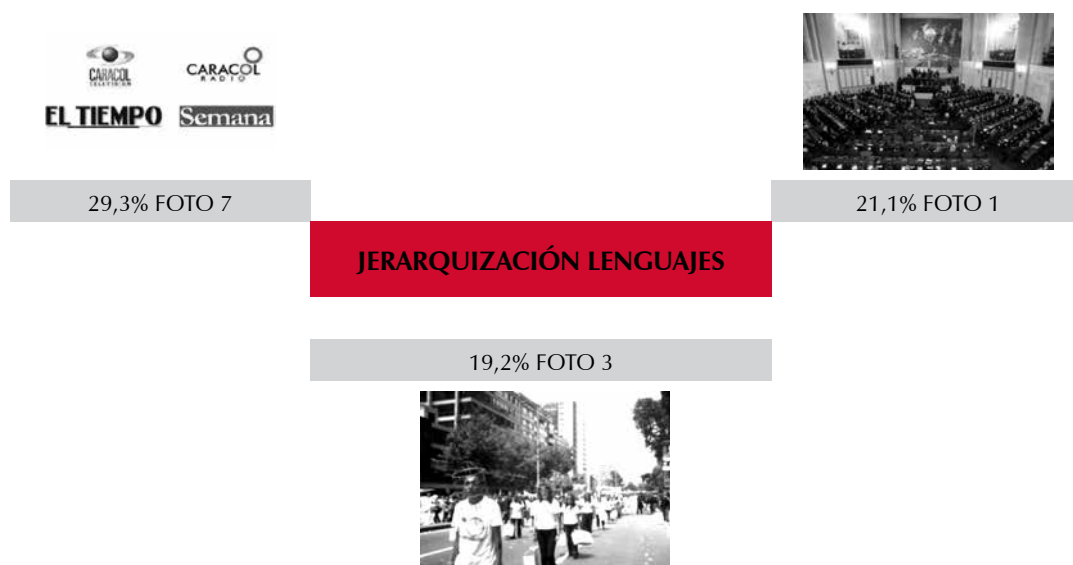 CARACOL
TELEVISIÓN
CARACOL
RADIO
EL TIEMPO
Semana
29,3% FOTO 7
21,1% FOTO 1
JERARQUIZACIÓN LENGUAJES
19,2% FOTO 3